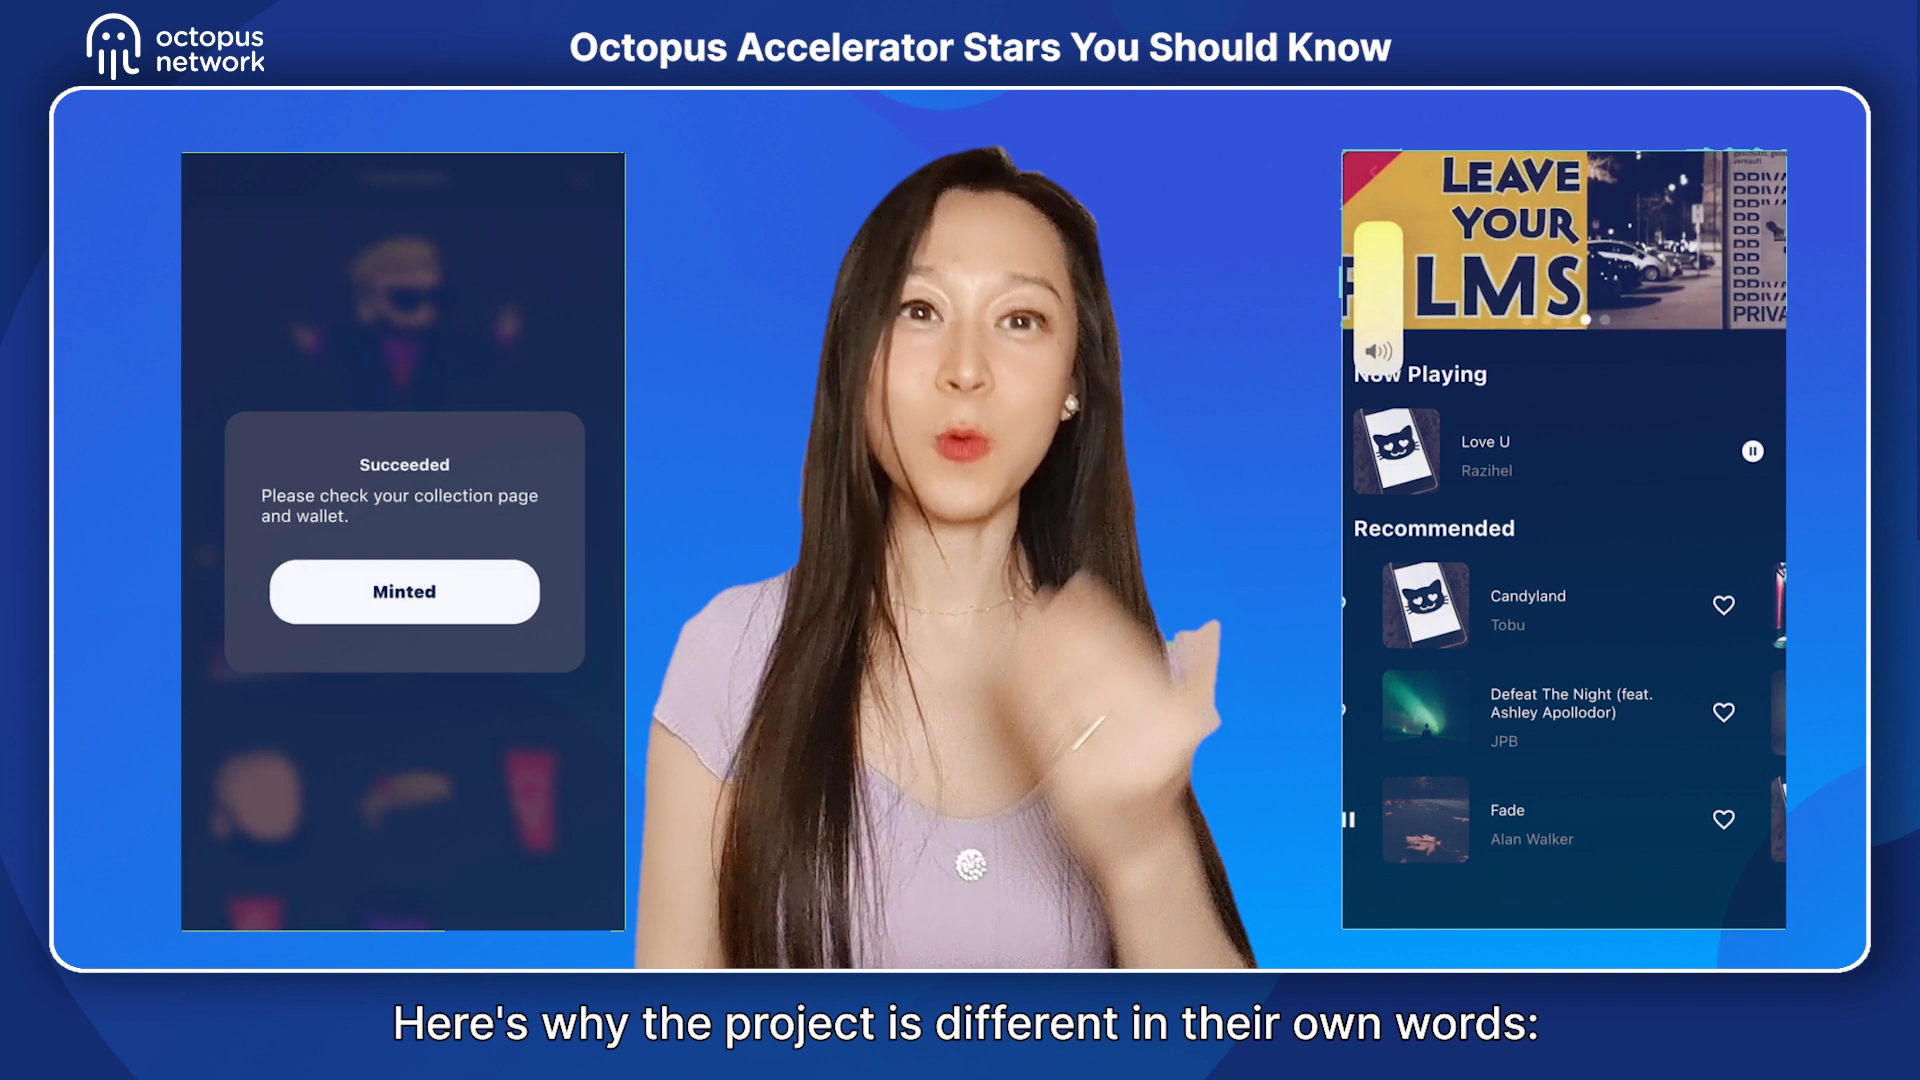 octopus
network
Octopus Accelerator Stars You Should Know
Succeeded
Please check your collection page
and wallet.
Minted
LEAVE
YOUR
FILMS
PRIVA
Now Playing
Love U
Razihel
Recommended
Candyland
Tobu
Defeat The Night (feat.
Ashley Apollodor)
JPB
Fade
Alan Walker
Here's why the project is different in their own words: